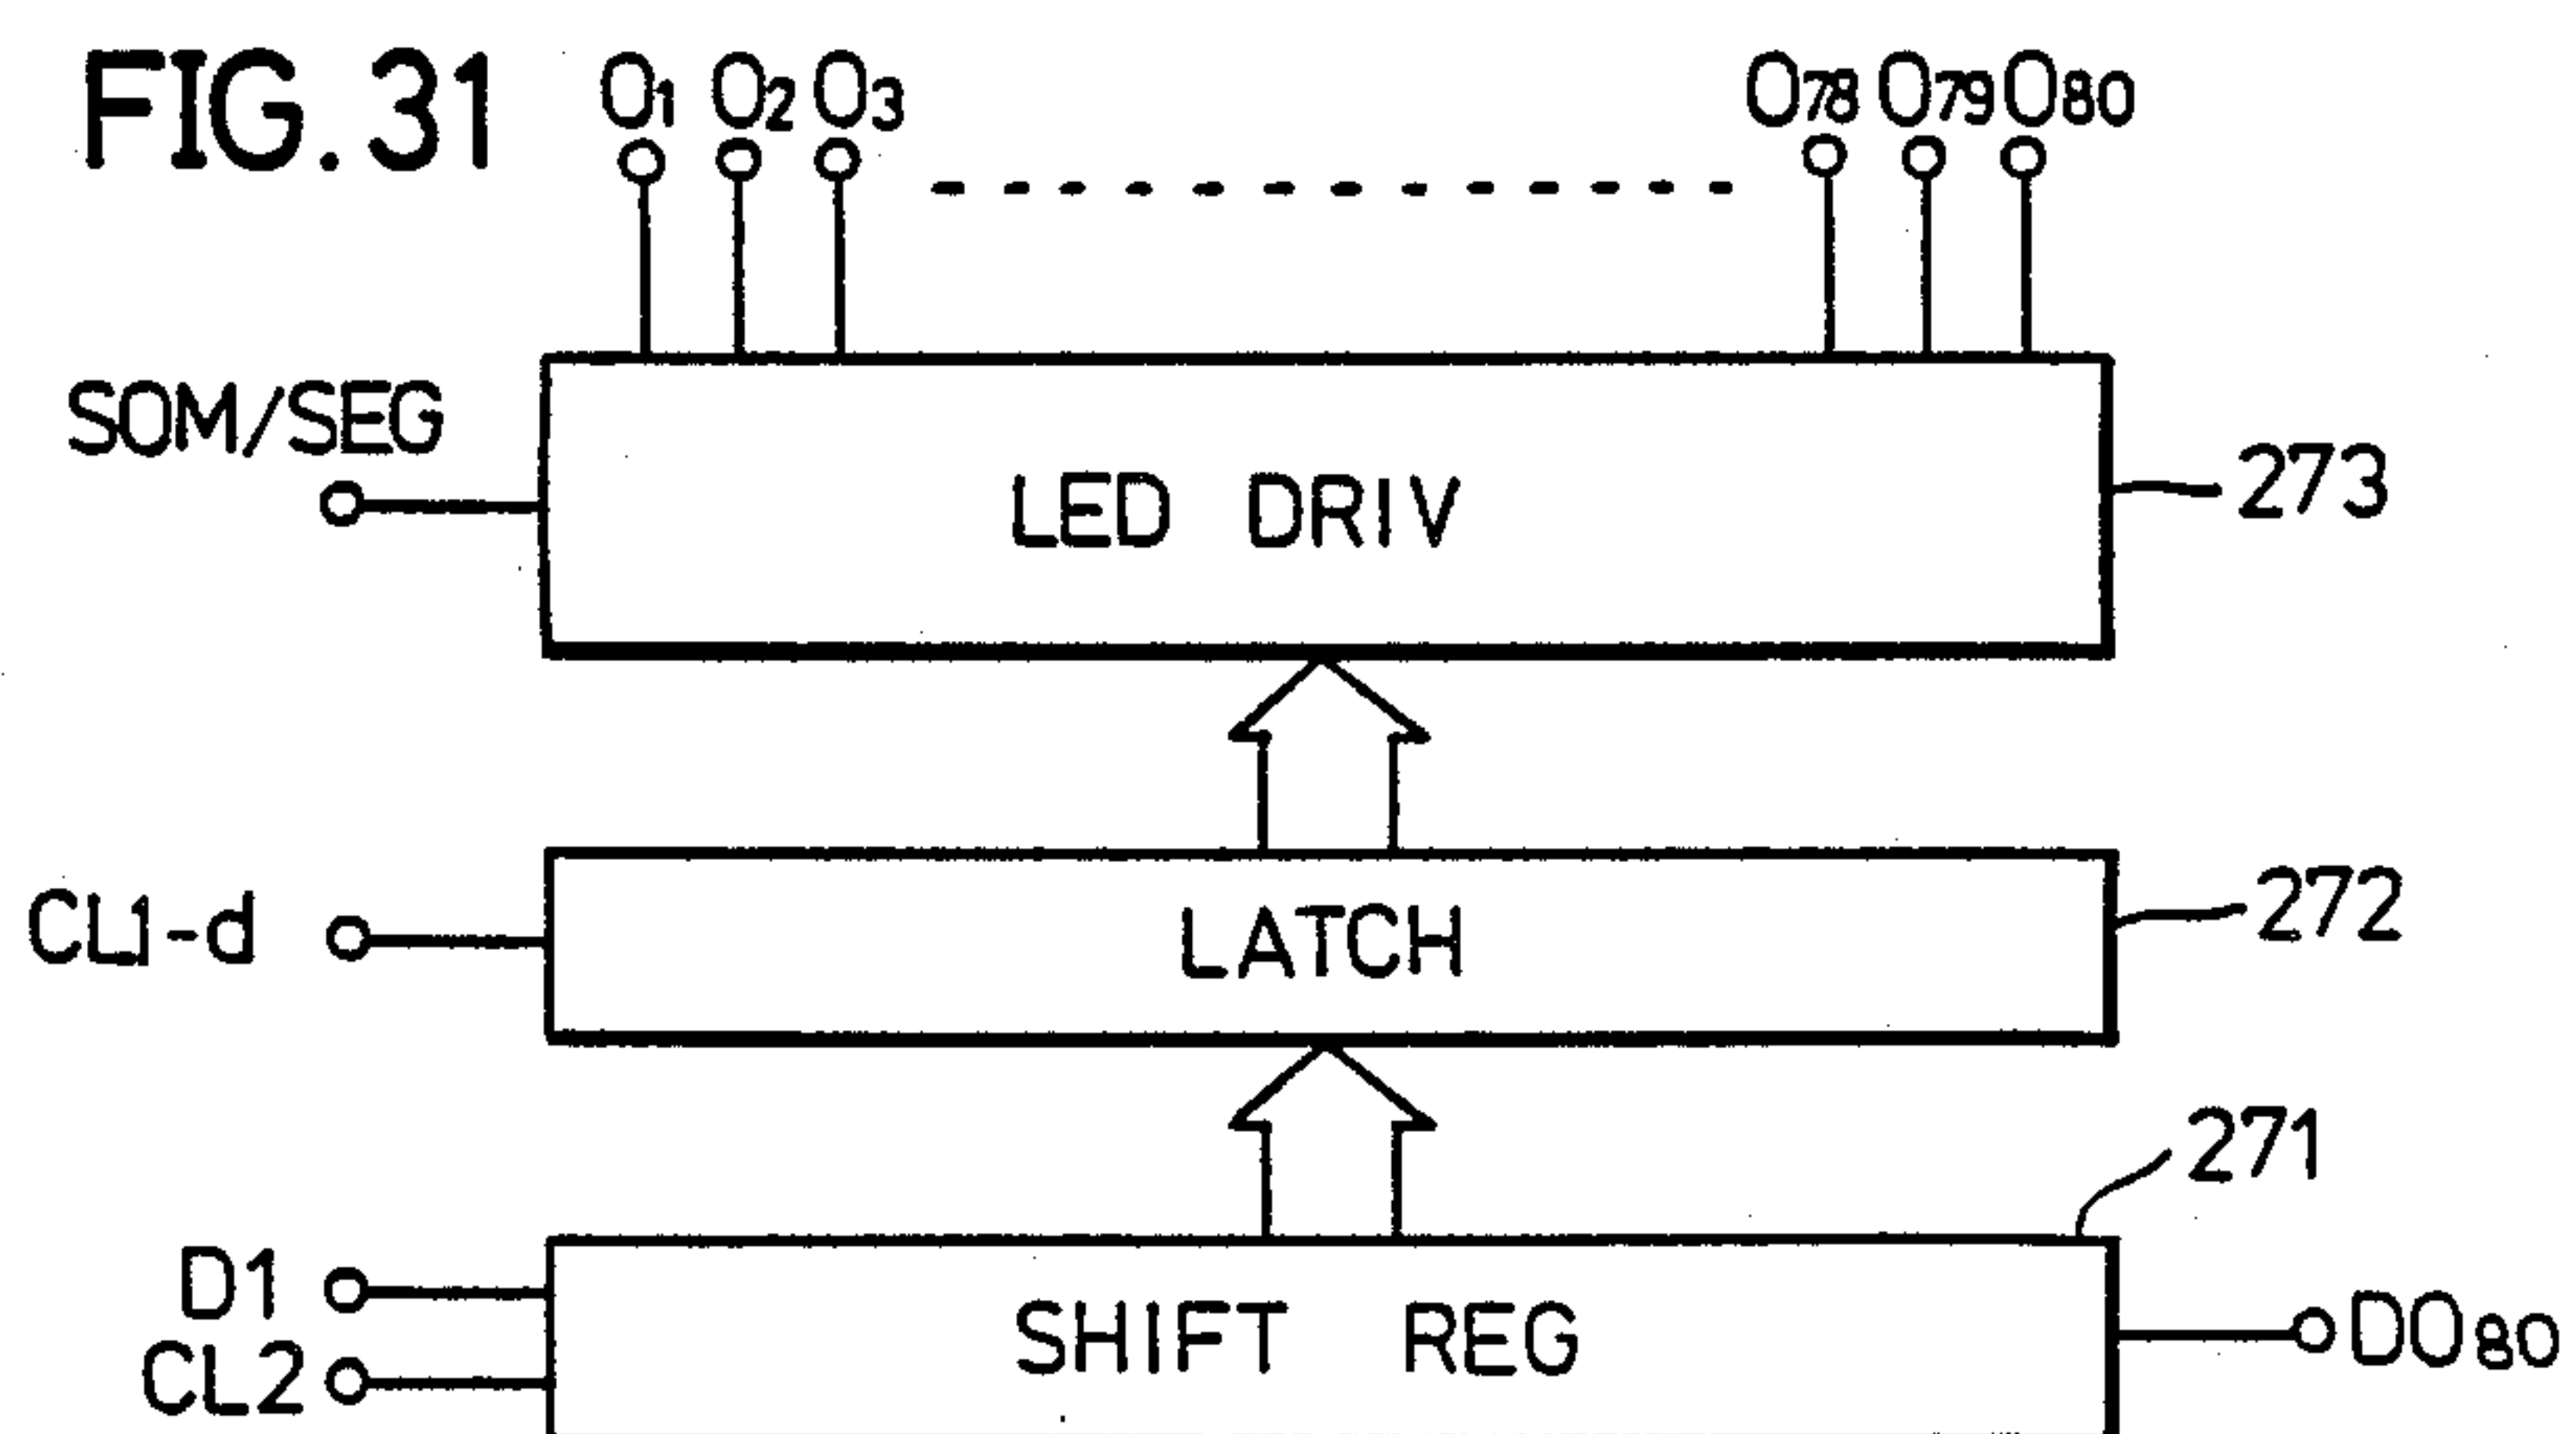 FIG. 31
O1 O2 O3 O78 O79 O80
SOM/SEG
LED DRIV
273
CL1-d
LATCH
272
271
D1
CL2
SHIFT REG
DO80